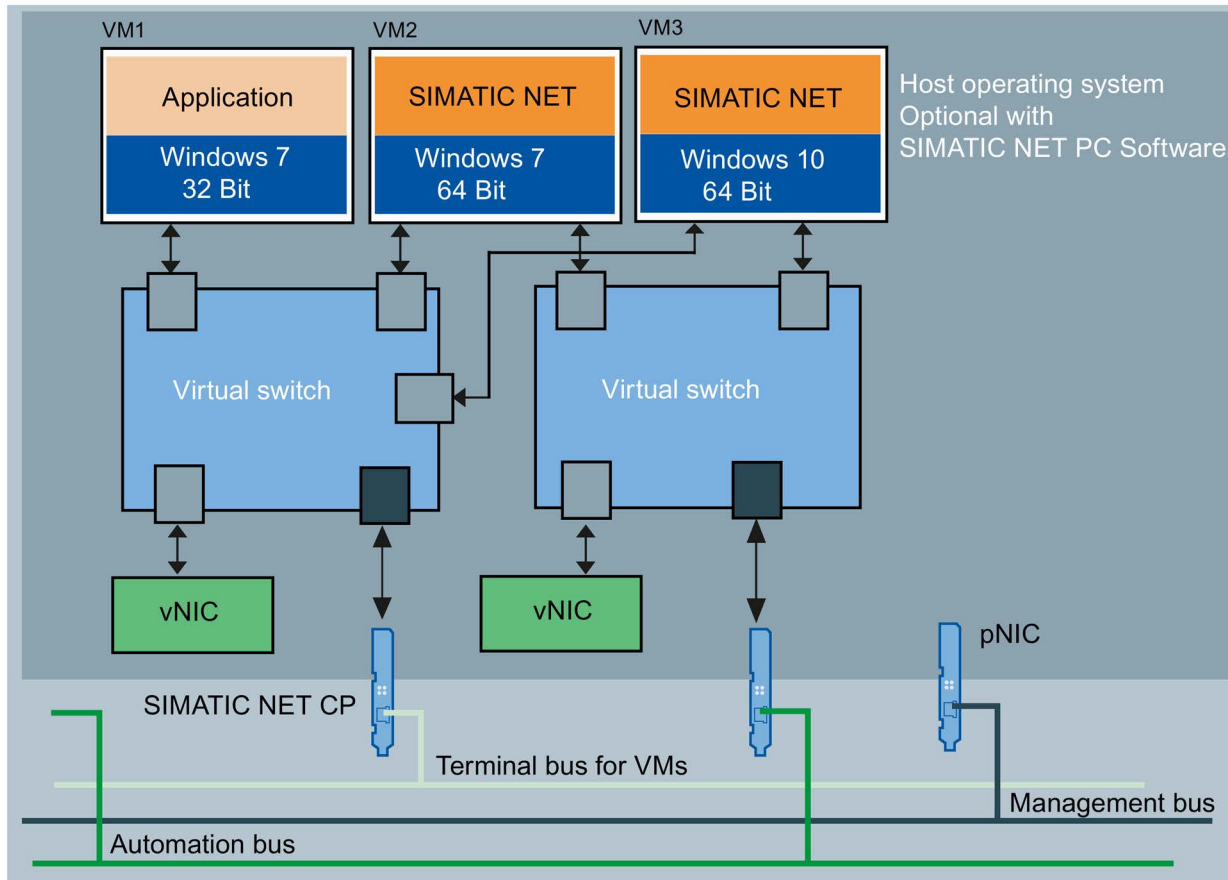 VM1
VM2
VM3
Application
Windows 7
32 Bit
SIMATIC NET
Windows 7
64 Bit
SIMATIC NET
Windows 10
64 Bit
Host operating system
Optional with
SIMATIC NET PC Software
Virtual switch
Virtual switch
vNIC
vNIC
pNIC
SIMATIC NET CP
Terminal bus for VMs
Management bus
Automation bus